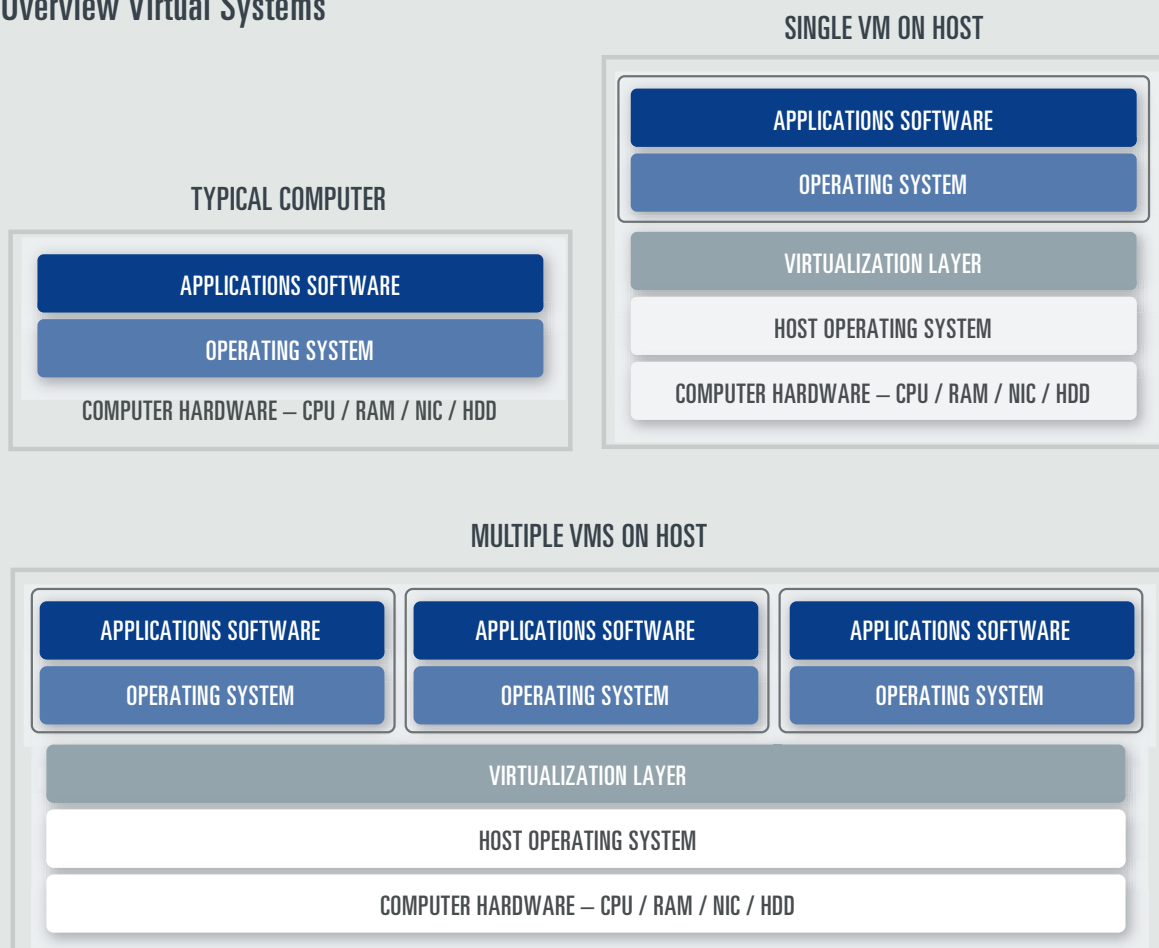 Overview Virtual Systems
SINGLE VM ON HOST
APPLICATIONS SOFTWARE
OPERATING SYSTEM
VIRTUALIZATION LAYER
HOST OPERATING SYSTEM
COMPUTER HARDWARE – CPU / RAM / NIC / HDD
TYPICAL COMPUTER
APPLICATIONS SOFTWARE
OPERATING SYSTEM
COMPUTER HARDWARE – CPU / RAM / NIC / HDD
MULTIPLE VMS ON HOST
APPLICATIONS SOFTWARE
OPERATING SYSTEM
APPLICATIONS SOFTWARE
OPERATING SYSTEM
APPLICATIONS SOFTWARE
OPERATING SYSTEM
VIRTUALIZATION LAYER
HOST OPERATING SYSTEM
COMPUTER HARDWARE – CPU / RAM / NIC / HDD